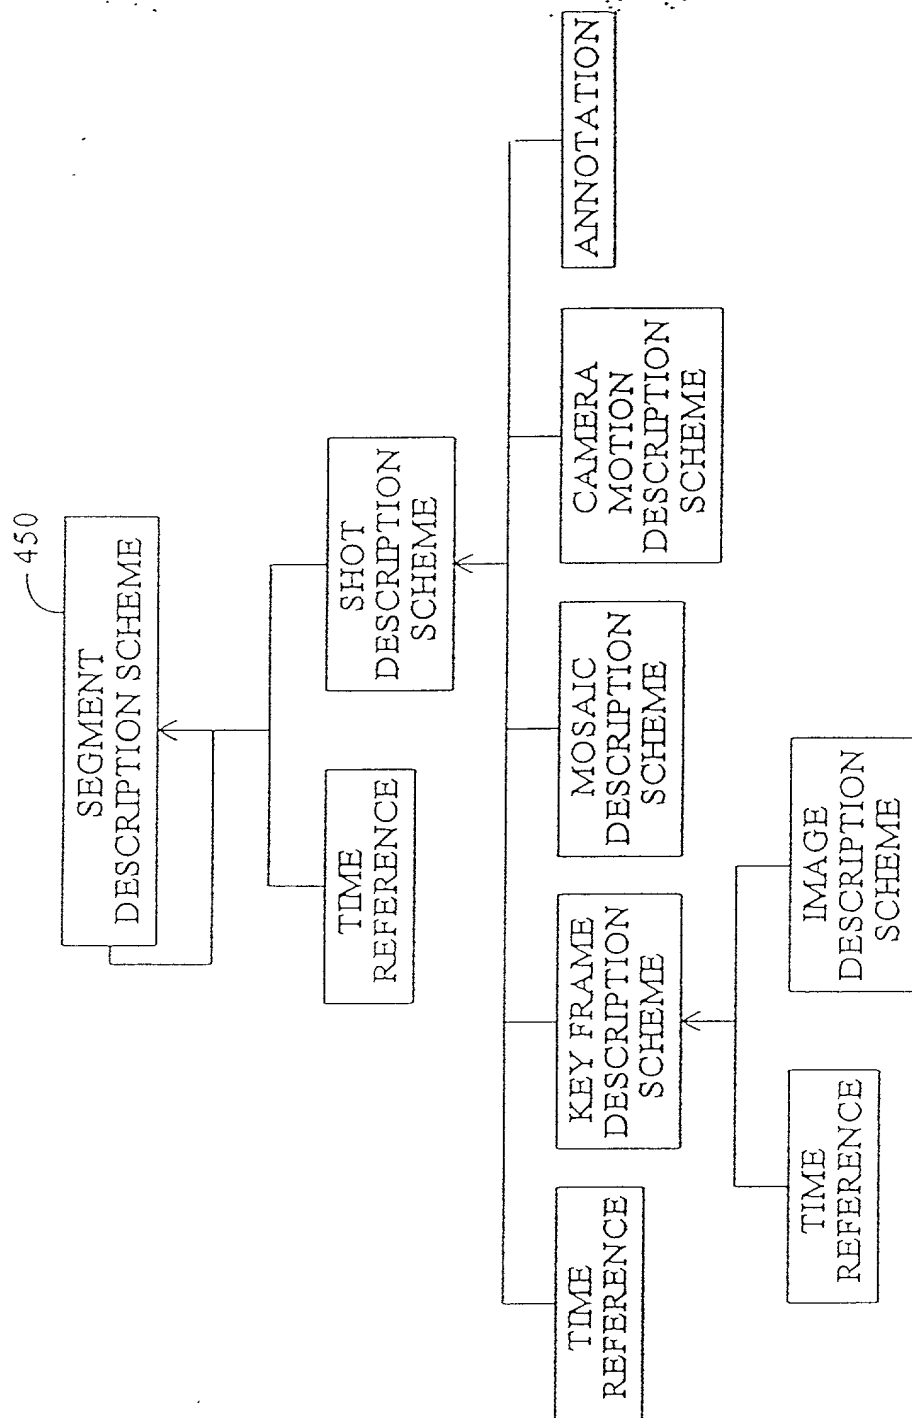 450
SEGMENT
DESCRIPTION SCHEME
TIME
REFERENCE
SHOT
DESCRIPTION
SCHEME
TIME
REFERENCE
KEY FRAME
DESCRIPTION
SCHEME
MOSAIC
DESCRIPTION
SCHEME
CAMERA
MOTION
DESCRIPTION
SCHEME
ANNOTATION
TIME
REFERENCE
IMAGE
DESCRIPTION
SCHEME